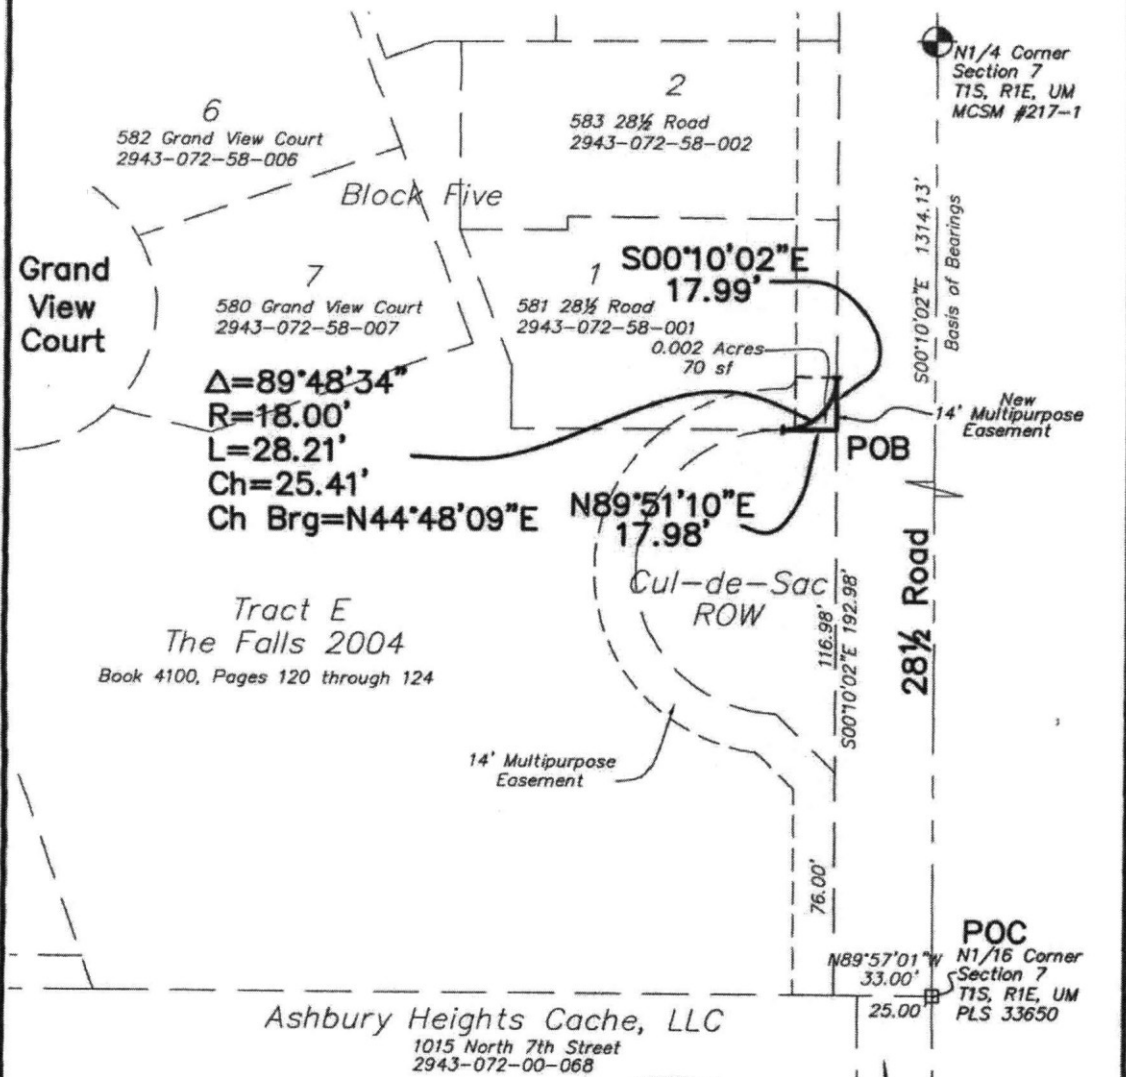 N1/4 Corner
Section 7
T1S, R1E, UM
MCSM #217-1
2
583 28½ Road
2943-072-58-002
6
582 Grand View Court
2943-072-58-006
Block Five
S00°10'02"E 1314.13'
Basis of Bearings
Grand
View
Court
7
580 Grand View Court
2943-072-58-007
1
581 28½ Road
2943-072-58-001
S00°10'02"E
17.99'
0.002 Acres
70 sf
New
14' Multipurpose
Easement
Δ=89°48'34"
R=18.00'
L=28.21'
Ch=25.41'
Ch Brg=N44°48'09"E
POB
N89°51'10"E
17.98'
Cul-de-Sac
ROW
28½ Road
116.98'
S00°10'02"E 192.98'
Tract E
The Falls 2004
Book 4100, Pages 120 through 124
14' Multipurpose
Easement
76.00'
POC
N1/16 Corner
Section 7
T1S, R1E, UM
PLS 33650
N89°57'01"W
33.00'
25.00'
Ashbury Heights Cache, LLC
1015 North 7th Street
2943-072-00-068